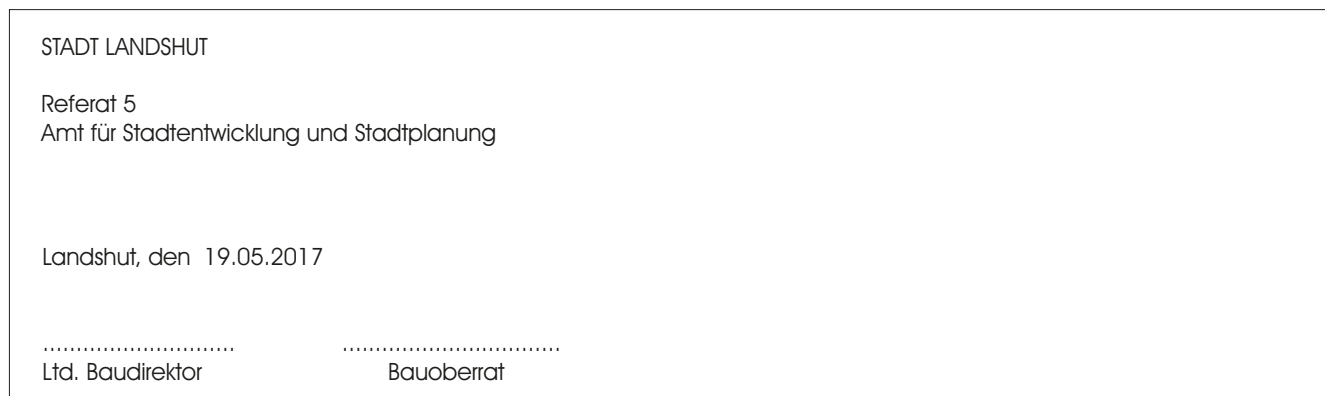 STADT LANDSHUT
Referat 5
Amt für Stadtentwicklung und Stadtplanung
Landshut, den 19.05.2017
............................. .................................
Ltd. Baudirektor Bauoberrat